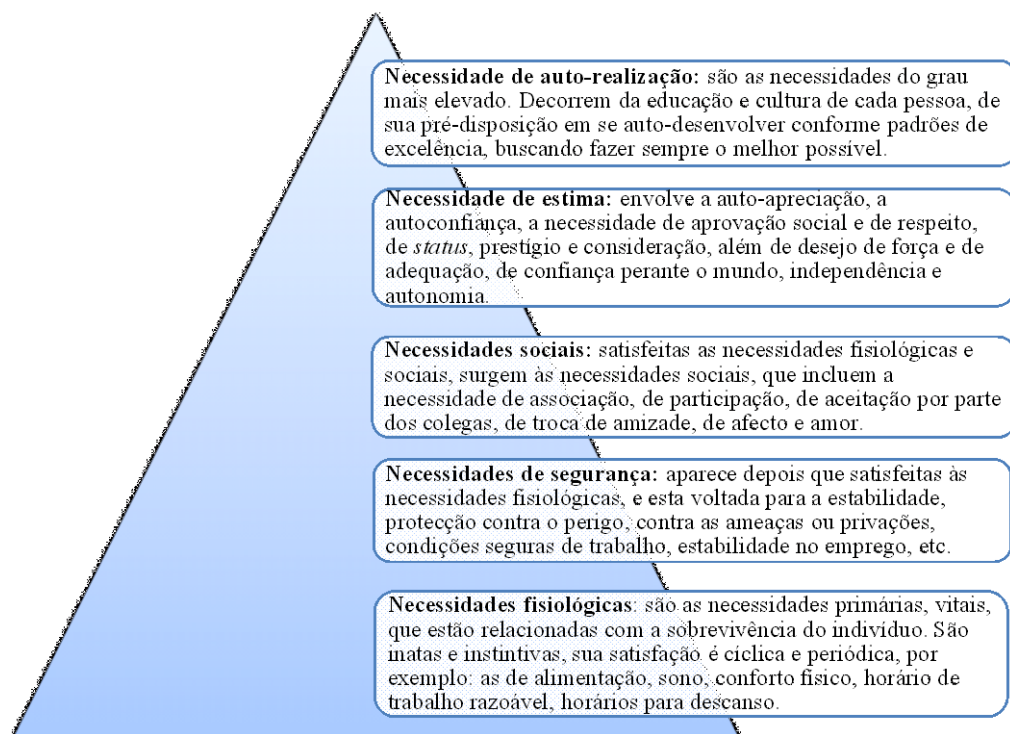 Necessidade de auto-realização: são as necessidades do grau
mais elevado. Decorrem da educação e cultura de cada pessoa, de
sua pré-disposição em se auto-desenvolver conforme padrões de
excelência, buscando fazer sempre o melhor possível.
Necessidade de estima: envolve a auto-apreciação, a
autoconfiança, a necessidade de aprovação social e de respeito,
de status, prestígio e consideração, além de desejo de força e de
adequação, de confiança perante o mundo, independência e
autonomia.
Necessidades sociais: satisfeitas as necessidades fisiológicas e
sociais, surgem às necessidades sociais, que incluem a
necessidade de associação, de participação, de aceitação por parte
dos colegas, de troca de amizade, de afecto e amor.
Necessidades de segurança: aparece depois que satisfeitas às
necessidades fisiológicas, e esta voltada para a estabilidade,
protecção contra o perigo, contra as ameaças ou privações,
condições seguras de trabalho, estabilidade no emprego, etc.
Necessidades fisiológicas: são as necessidades primárias, vitais,
que estão relacionadas com a sobrevivência do indivíduo. São
inatas e instintivas, sua satisfação é cíclica e periódica, por
exemplo: as de alimentação, sono, conforto físico, horário de
trabalho razoável, horários para descanso.